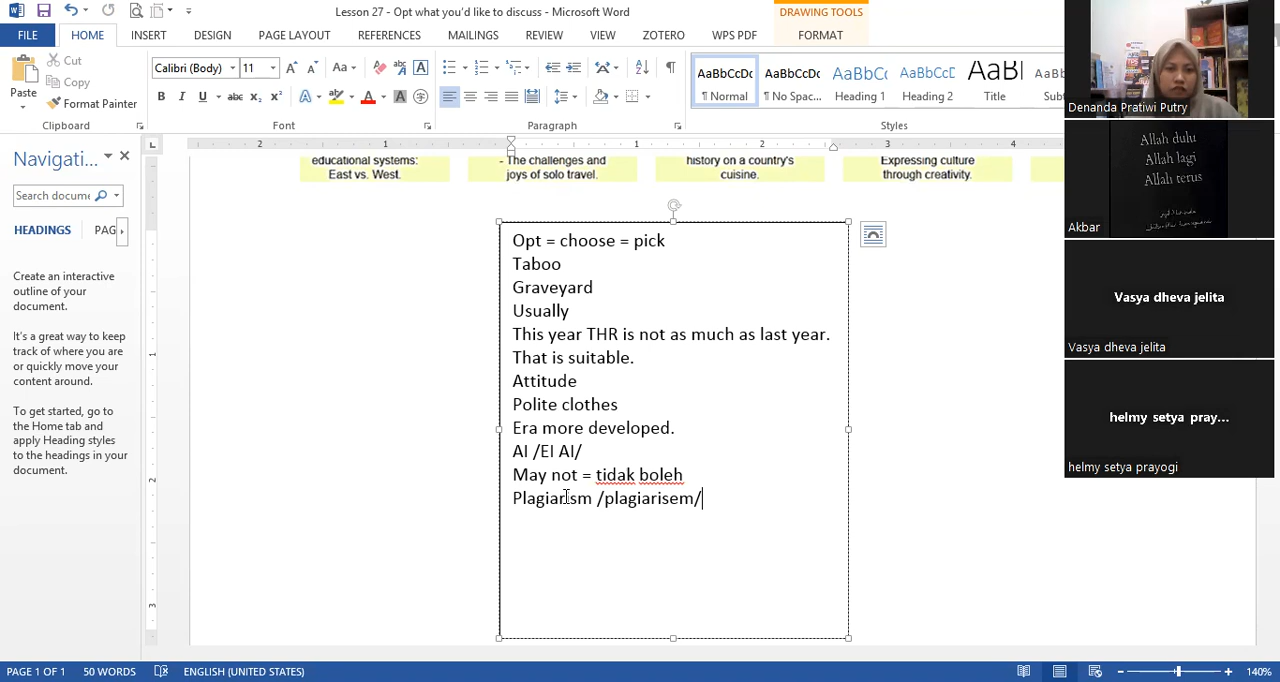 Lesson 27 - Opt what you'd like to discuss - Microsoft Word
DRAWING TOOLS
FILE HOME INSERT DESIGN PAGE LAYOUT REFERENCES MAILINGS REVIEW VIEW ZOTERO WPS PDF FORMAT
Cut
Copy
Format Painter
Paste
Calibri (Body) 11
AaBbCcDc AaBbCcDc AaBbCc AaBbCcD AaBI AaBb
¶ Normal ¶ No Spac... Heading 1 Heading 2 Title
Clipboard Font Paragraph Styles
Navigati...
Search docume
HEADINGS PAG
Create an interactive
outline of your
document.
It's a great way to keep
track of where you are
or quickly move your
content around.
To get started, go to
the Home tab and
apply Heading styles
to the headings in your
document.
educational systems:
East vs. West.
- The challenges and
joys of solo travel.
history on a country's
cuisine.
Expressing culture
through creativity.
Opt = choose = pick
Taboo
Graveyard
Usually
This year THR is not as much as last year.
That is suitable.
Attitude
Polite clothes
Era more developed.
AI /EI AI/
May not = tidak boleh
Plagiarism /plagiarisem/
Denanda Pratiwi Putry
Allah dulu
Allah lagi
Allah terus
Akbar
Vasya dheva jelita
Vasya dheva jelita
helmy setya pray...
helmy setya prayogi
PAGE 1 OF 1 50 WORDS ENGLISH (UNITED STATES) 140%